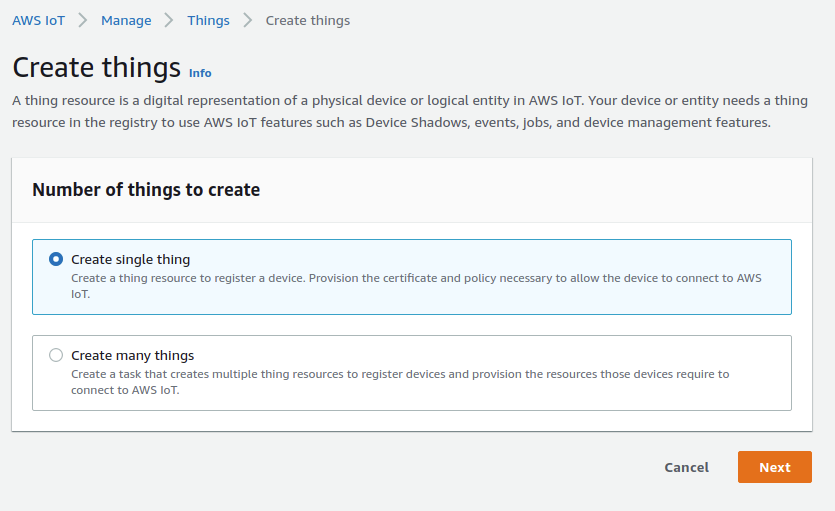 AWS IoT > Manage > Things > Create things
Create things Info
A thing resource is a digital representation of a physical device or logical entity in AWS IoT. Your device or entity needs a thing
resource in the registry to use AWS IoT features such as Device Shadows, events, jobs, and device management features.
Number of things to create
Create single thing
Create a thing resource to register a device. Provision the certificate and policy necessary to allow the device to connect to AWS
IoT.
Create many things
Create a task that creates multiple thing resources to register devices and provision the resources those devices require to
connect to AWS IoT.
Cancel Next